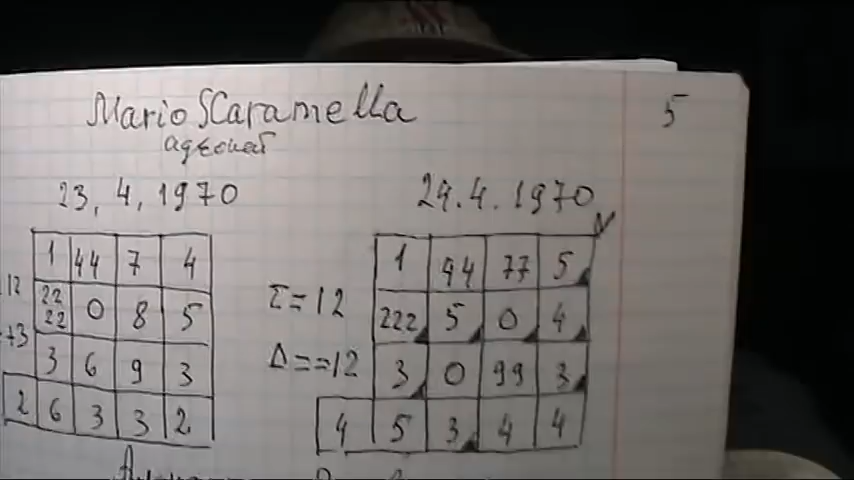 Mario SCaramella
5
адвокат
23, 4, 1970
24.4.1970
1 44 7 4
1 44 77 5
12
22 22 0 8 5
Σ=12
222 5 0 4
+3
3 6 9 3
Δ==12
3 0 99 3
2 6 3 3 2
4 5 3 4 4